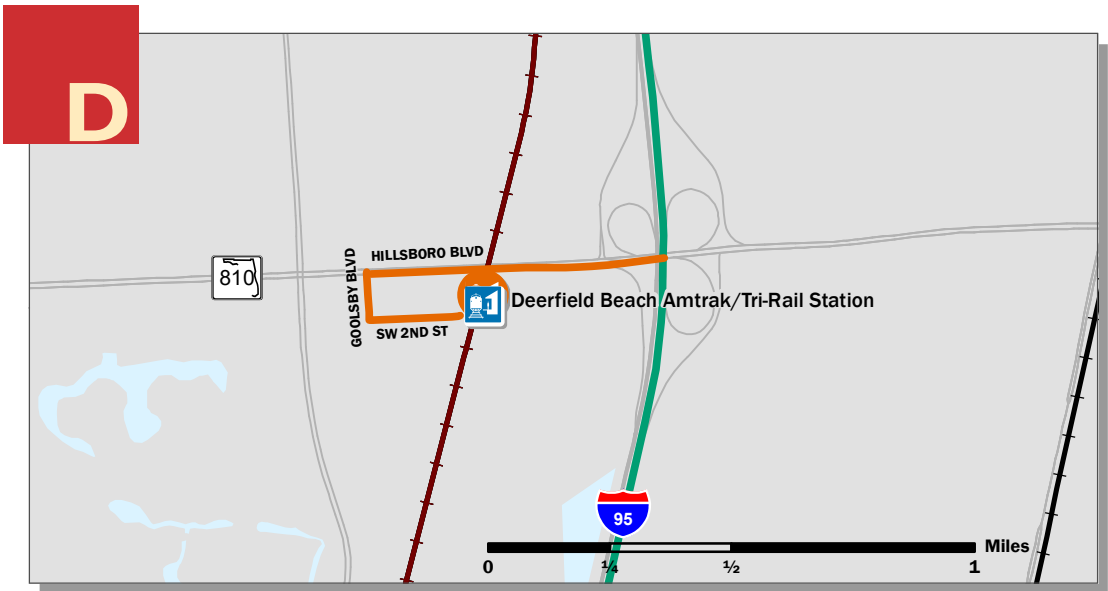 D
HILLSBORO BLVD
GOOLSBY BLVD
810
Deerfield Beach Amtrak/Tri-Rail Station
SW 2ND ST
95
Miles
0 ¼ ½ 1